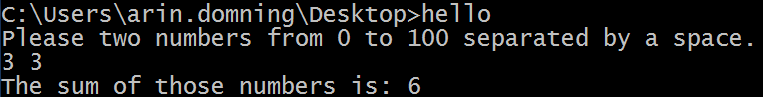 C:\Users\arin.domning\Desktop>hello
Please two numbers from 0 to 100 separated by a space.
3 3
The sum of those numbers is: 6